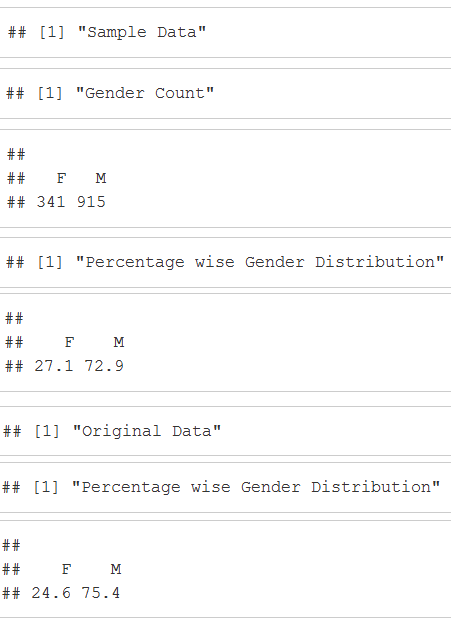 ## [1] "Sample Data"
## [1] "Gender Count"
##
##   F   M
## 341 915
## [1] "Percentage wise Gender Distribution"
##
##    F    M
## 27.1 72.9
## [1] "Original Data"
## [1] "Percentage wise Gender Distribution"
##
##    F    M
## 24.6 75.4